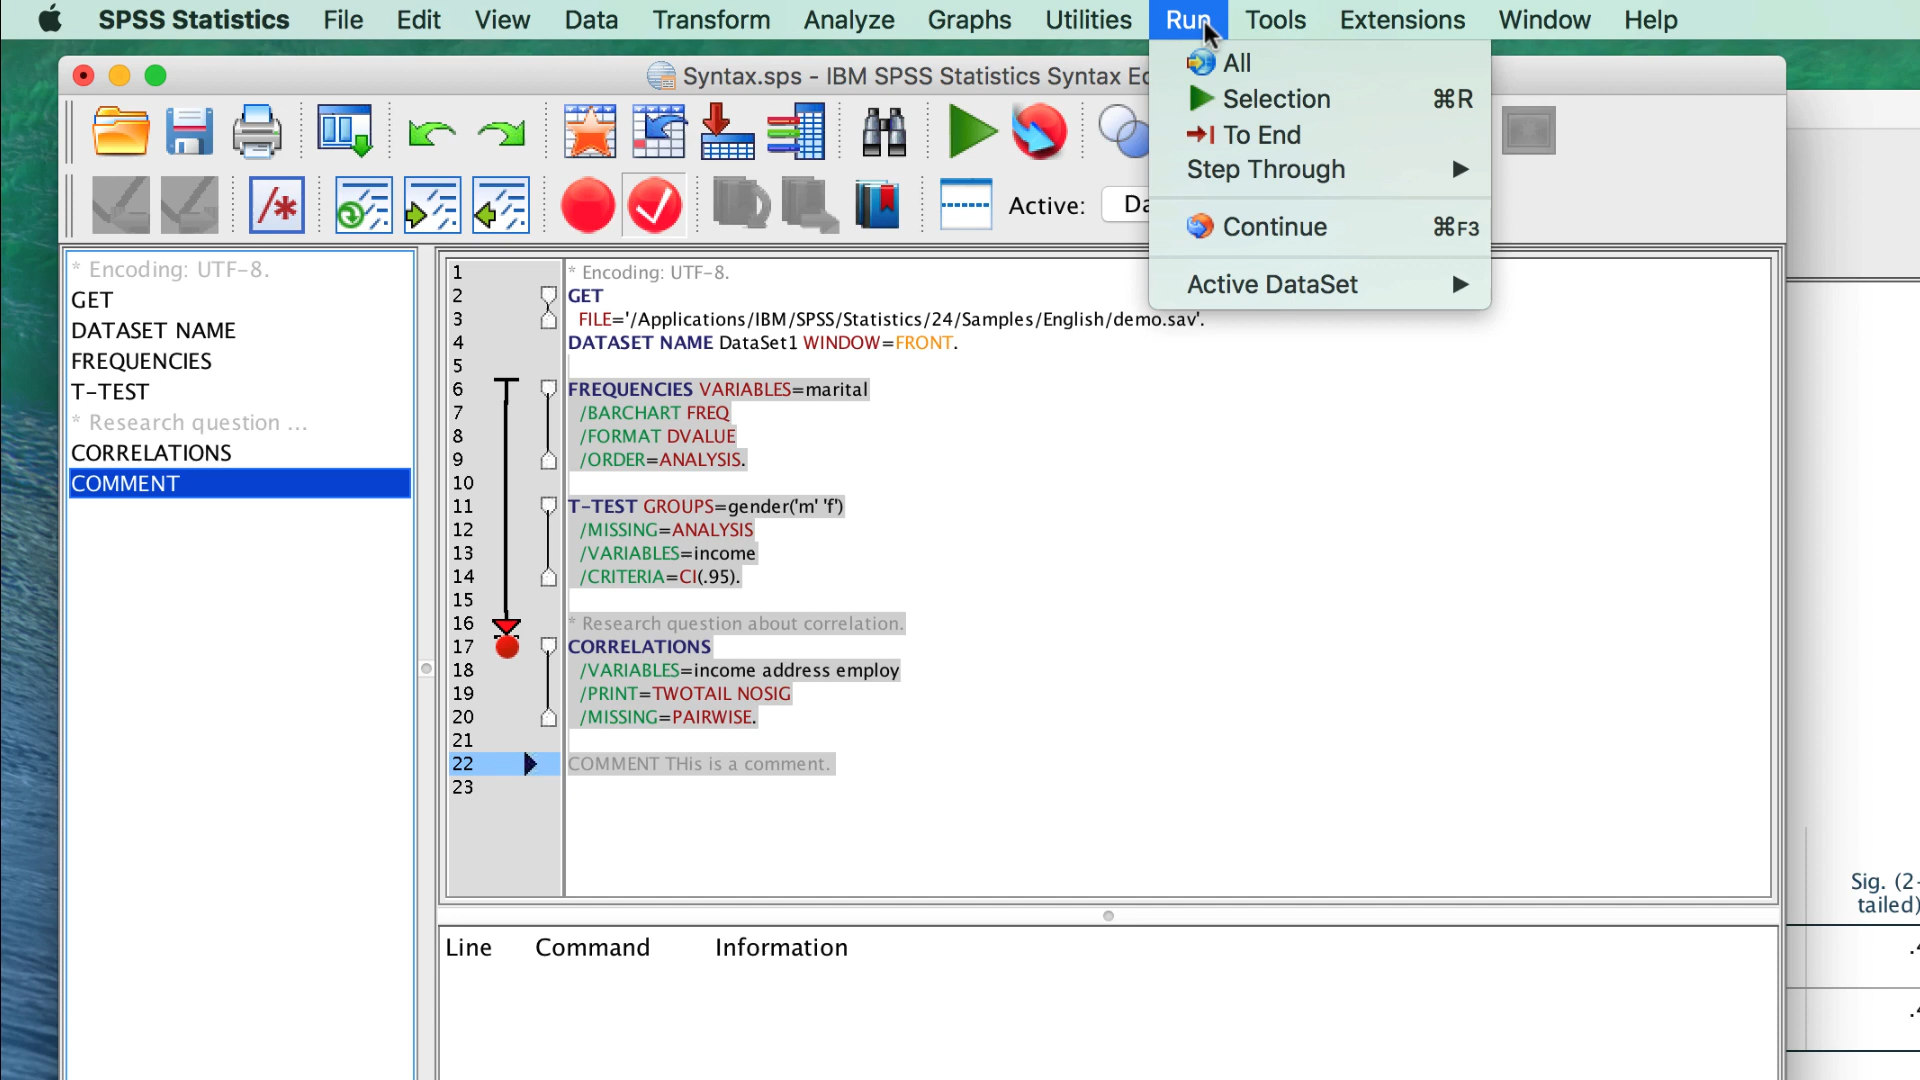 SPSS Statistics File Edit View Data Transform Analyze Graphs Utilities Run Tools Extensions Window Help
All
Selection ⌘R
To End
Step Through
Continue ⌘F3
Active DataSet
Syntax.sps - IBM SPSS Statistics Syntax Ed
Active: Da
* Encoding: UTF-8.
GET
DATASET NAME
FREQUENCIES
T-TEST
* Research question ...
CORRELATIONS
COMMENT
1 * Encoding: UTF-8.
2 GET
3 FILE='/Applications/IBM/SPSS/Statistics/24/Samples/English/demo.sav'.
4 DATASET NAME DataSet1 WINDOW=FRONT.
5
6 FREQUENCIES VARIABLES=marital
7 /BARCHART FREQ
8 /FORMAT DVALUE
9 /ORDER=ANALYSIS.
10
11 T-TEST GROUPS=gender('m' 'f')
12 /MISSING=ANALYSIS
13 /VARIABLES=income
14 /CRITERIA=CI(.95).
15
16 * Research question about correlation.
17 CORRELATIONS
18 /VARIABLES=income address employ
19 /PRINT=TWOTAIL NOSIG
20 /MISSING=PAIRWISE.
21
22 COMMENT THis is a comment.
23
Line Command Information
Sig. (2-
tailed)